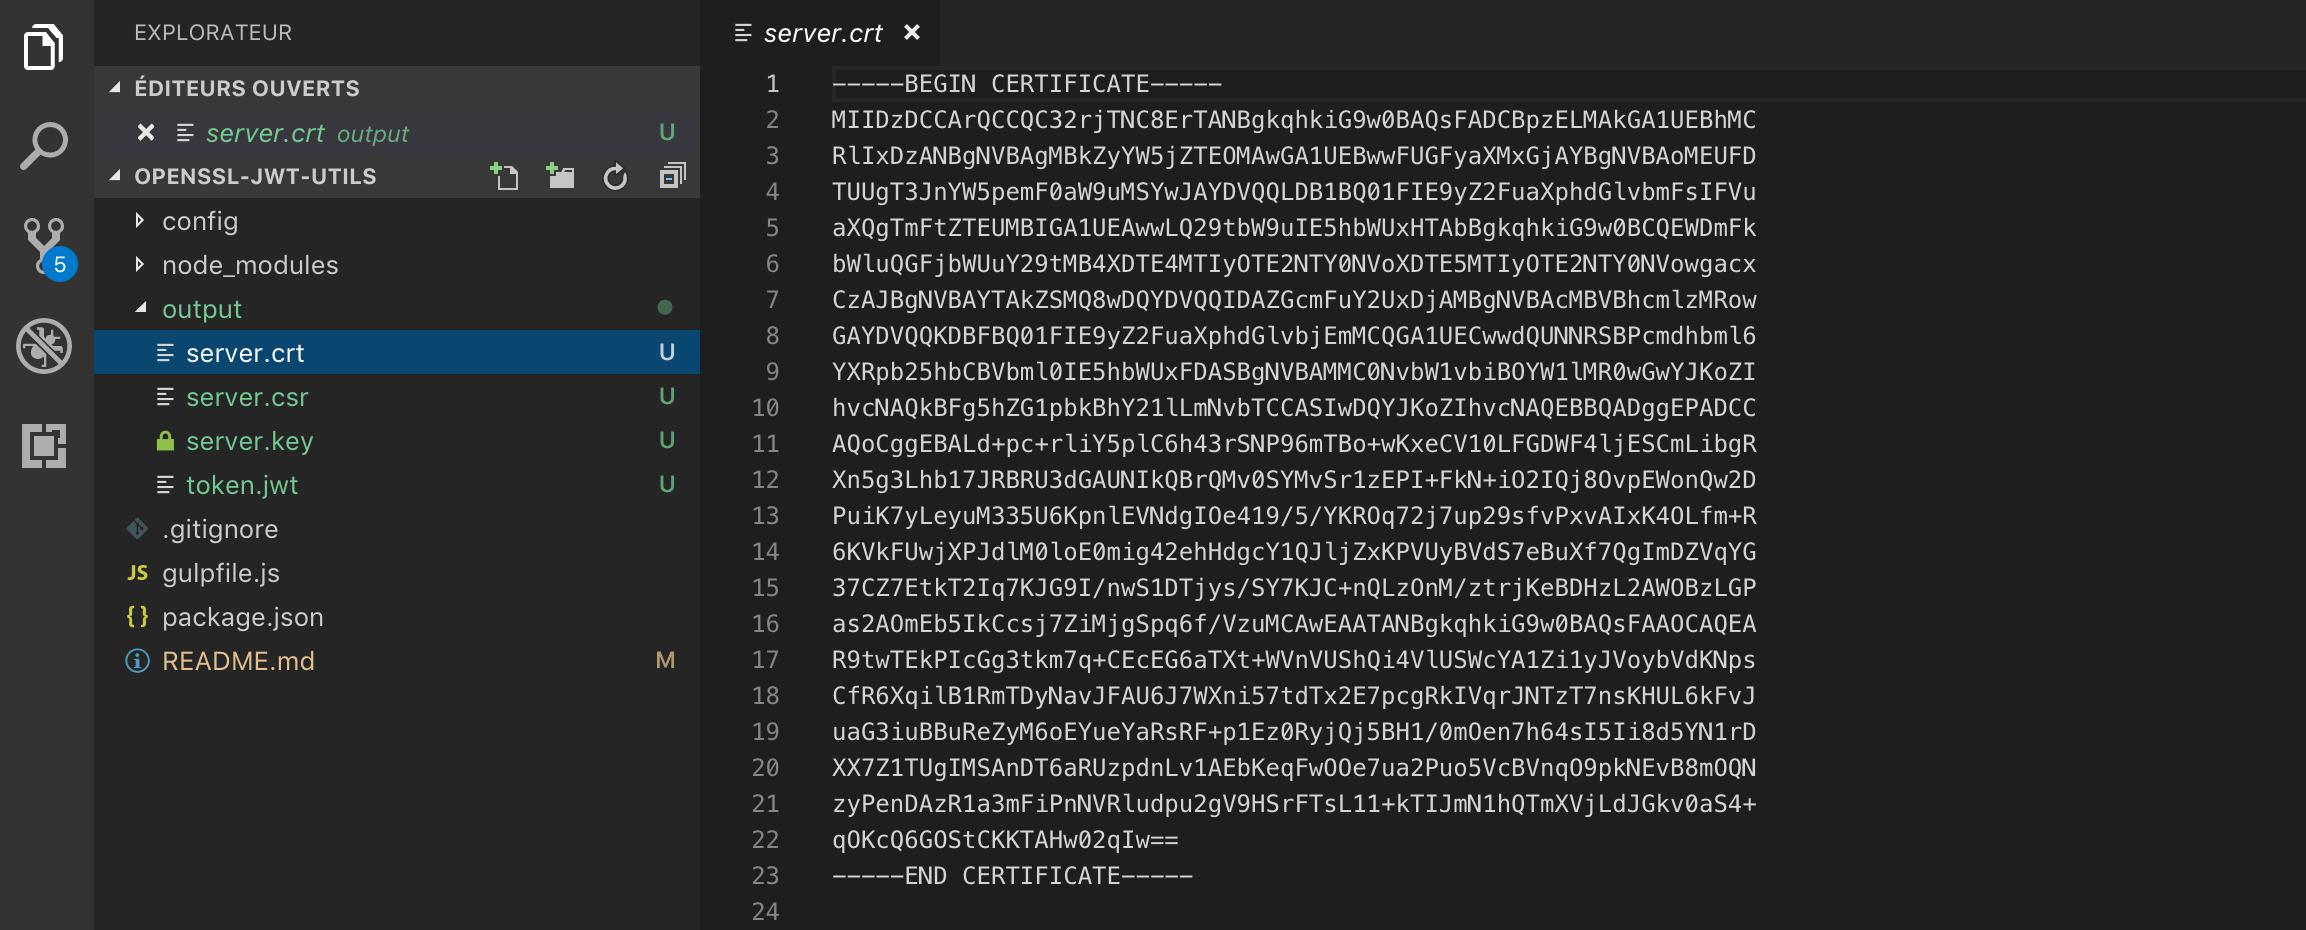 EXPLORATEUR
ÉDITEURS OUVERTS
server.crt output U
OPENSSL-JWT-UTILS
config
node_modules
5
output
server.crt U
server.csr U
server.key U
token.jwt U
.gitignore
JS gulpfile.js
{} package.json
README.md M
server.crt
1 -----BEGIN CERTIFICATE-----
2 MIIDzDCCArQCCQC32rjTNC8ErTANBgkqhkiG9w0BAQsFADCBpzELMAkGA1UEBhMC
3 RlIxDzANBgNVBAgMBkZyYW5jZTEOMAwGA1UEBwwFUGFyaXMxGjAYBgNVBAoMEUFD
4 TUUgT3JnYW5pemF0aW9uMSYwJAYDVQQLDB1BQ01FIE9yZ2FuaXphdGlvbmFsIFVu
5 aXQgTmFtZTEUMBIGA1UEAwwLQ29tbW9uIE5hbWUxHTAbBgkqhkiG9w0BCQEWDmFk
6 bWluQGFjbWUuY29tMB4XDTE4MTIyOTE2NTY0NVoXDTE5MTIyOTE2NTY0NVowgacx
7 CzAJBgNVBAYTAkZSMQ8wDQYDVQQIDAZGcmFuY2UxDjAMBgNVBAcMBVBhcmlzMRow
8 GAYDVQQKDBFBQ01FIE9yZ2FuaXphdGlvbjEmMCQGA1UECwwdQUNNRSBPcmdhbml6
9 YXRpb25hbCBVbml0IE5hbWUxFDASBgNVBAMMC0NvbW1vbiBOYW1lMR0wGwYJKoZI
10 hvcNAQkBFg5hZG1pbkBhY21lLmNvbTCCASIwDQYJKoZIhvcNAQEBBQADggEPADCC
11 AQoCggEBALd+pc+rliY5plC6h43rSNP96mTBo+wKxeCV10LFGDWF4ljESCmLibgR
12 Xn5g3Lhb17JRBRU3dGAUNIkQBrQMv0SYMvSr1zEPI+FkN+iO2IQj8OvpEWonQw2D
13 PuiK7yLeyuM335U6KpnlEVNdgIOe419/5/YKROq72j7up29sfvPxvAIxK4OLfm+R
14 6KVkFUwjXPJdlM0loE0mig42ehHdgcY1QJljZxKPVUyBVdS7eBuXf7QgImDZVqYG
15 37CZ7EtkT2Iq7KJG9I/nwS1DTjys/SY7KJC+nQLzOnM/ztrjKeBDHzL2AWOBzLGP
16 as2AOmEb5IkCcsj7ZiMjgSpq6f/VzuMCAwEAATANBgkqhkiG9w0BAQsFAAOCAQEA
17 R9twTEkPIcGg3tkm7q+CEcEG6aTXt+WVnVUShQi4VlUSWcYA1Zi1yJVoybVdKNps
18 CfR6XqilB1RmTDyNavJFAU6J7WXni57tdTx2E7pcgRkIVqrJNTzT7nsKHUL6kFvJ
19 uaG3iuBBuReZyM6oEYueYaRsRF+p1Ez0RyjQj5BH1/0mOen7h64sI5Ii8d5YN1rD
20 XX7Z1TUgIMSAnDT6aRUzpdnLv1AEbKeqFwOOe7ua2Puo5VcBVnqO9pkNEvB8mOQN
21 zyPenDAzR1a3mFiPnNVRludpu2gV9HSrFTsL11+kTIJmN1hQTmXVjLdJGkv0aS4+
22 qOKcQ6GOStCKKTAHw02qIw==
23 -----END CERTIFICATE-----
24